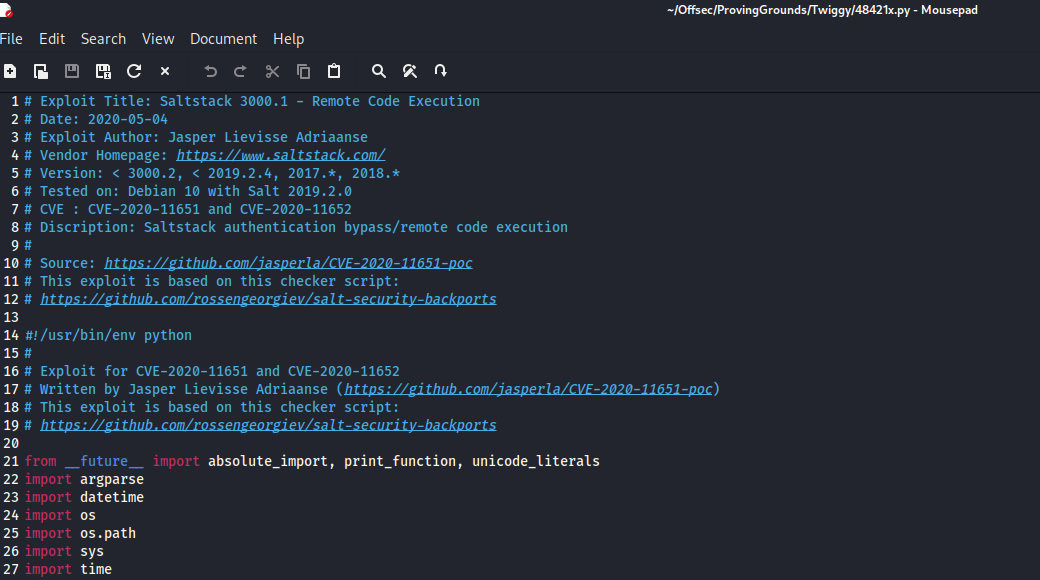 ~/Offsec/ProvingGrounds/Twiggy/48421x.py - Mousepad
File Edit Search View Document Help
1 # Exploit Title: Saltstack 3000.1 - Remote Code Execution
2 # Date: 2020-05-04
3 # Exploit Author: Jasper Lievisse Adriaanse
4 # Vendor Homepage: https://www.saltstack.com/
5 # Version: < 3000.2, < 2019.2.4, 2017.*, 2018.*
6 # Tested on: Debian 10 with Salt 2019.2.0
7 # CVE : CVE-2020-11651 and CVE-2020-11652
8 # Discription: Saltstack authentication bypass/remote code execution
9 #
10 # Source: https://github.com/jasperla/CVE-2020-11651-poc
11 # This exploit is based on this checker script:
12 # https://github.com/rossengeorgiev/salt-security-backports
13
14 #!/usr/bin/env python
15 #
16 # Exploit for CVE-2020-11651 and CVE-2020-11652
17 # Written by Jasper Lievisse Adriaanse (https://github.com/jasperla/CVE-2020-11651-poc)
18 # This exploit is based on this checker script:
19 # https://github.com/rossengeorgiev/salt-security-backports
20
21 from __future__ import absolute_import, print_function, unicode_literals
22 import argparse
23 import datetime
24 import os
25 import os.path
26 import sys
27 import time